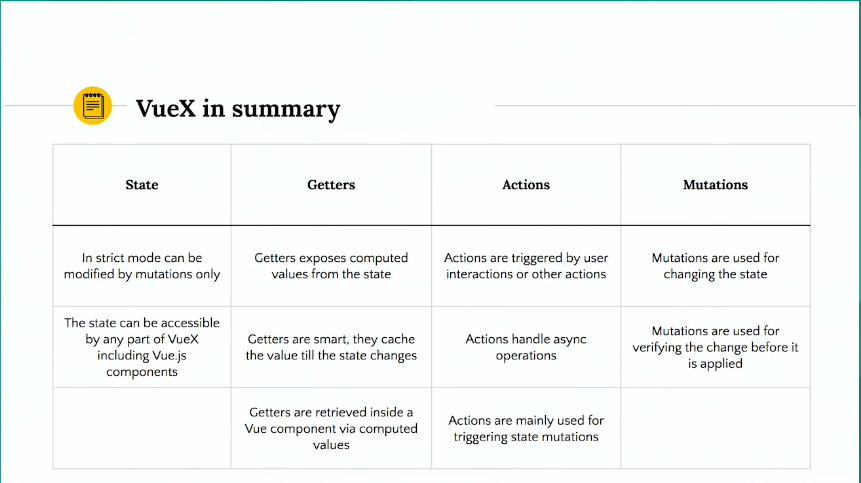 VueX in summary
State
Getters
Actions
Mutations
In strict mode can be
modified by mutations only
Getters exposes computed
values from the state
Actions are triggered by user
interactions or other actions
Mutations are used for
changing the state
The state can be accessible
by any part of VueX
including Vue.js
components
Getters are smart, they cache
the value till the state changes
Actions handle async
operations
Mutations are used for
verifying the change before it
is applied
Getters are retrieved inside a
Vue component via computed
values
Actions are mainly used for
triggering state mutations